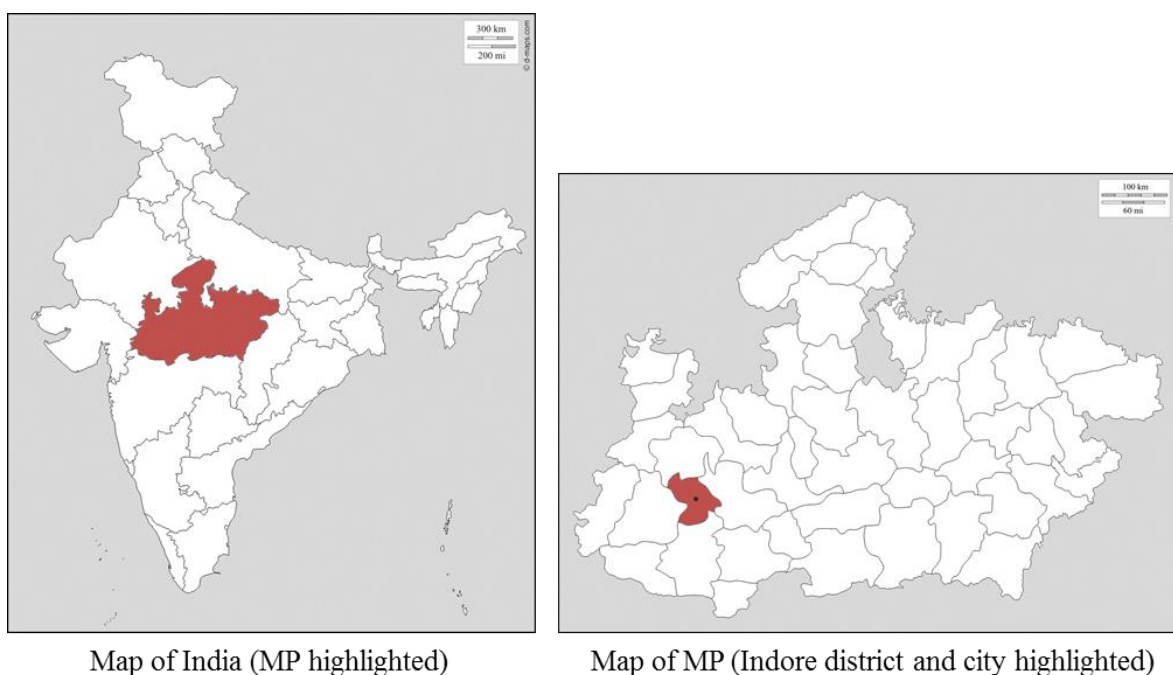 300 km
200 mi
© d-maps.com
100 km
60 mi
Map of India (MP highlighted)
Map of MP (Indore district and city highlighted)